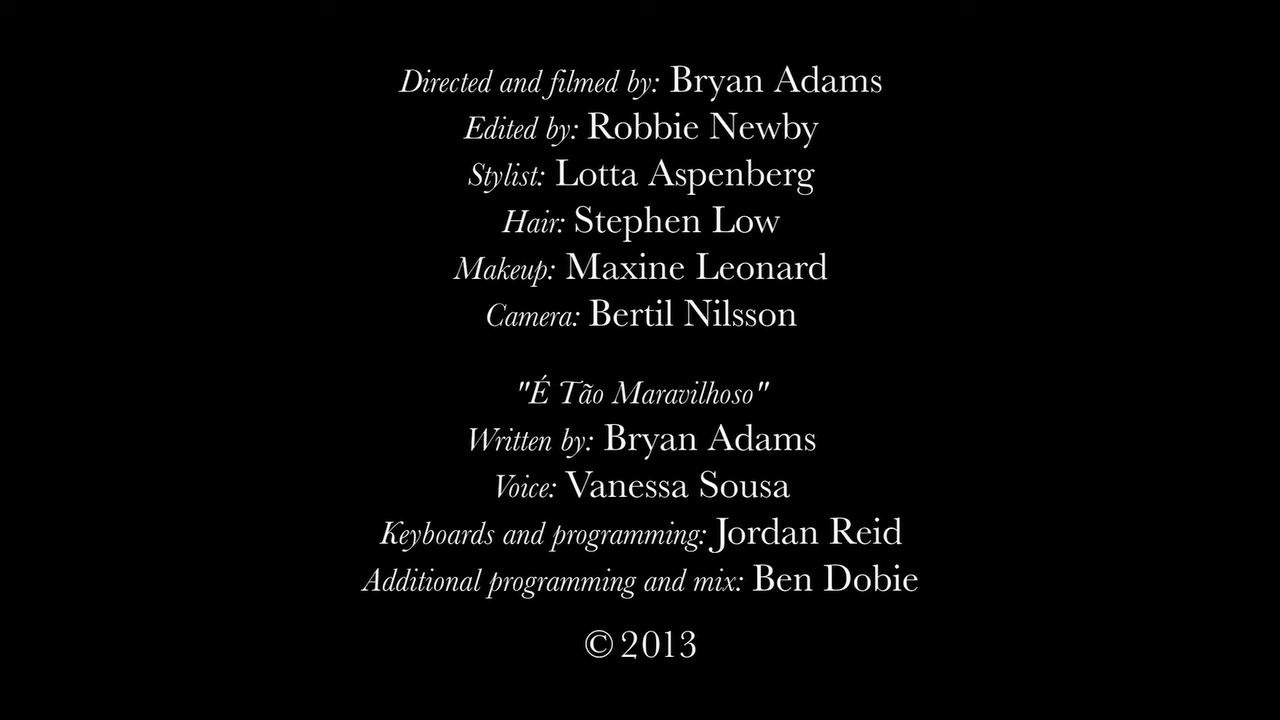 Directed and filmed by: Bryan Adams
Edited by: Robbie Newby
Stylist: Lotta Aspenberg
Hair: Stephen Low
Makeup: Maxine Leonard
Camera: Bertil Nilsson
"É Tão Maravilhoso"
Written by: Bryan Adams
Voice: Vanessa Sousa
Keyboards and programming: Jordan Reid
Additional programming and mix: Ben Dobie
© 2013